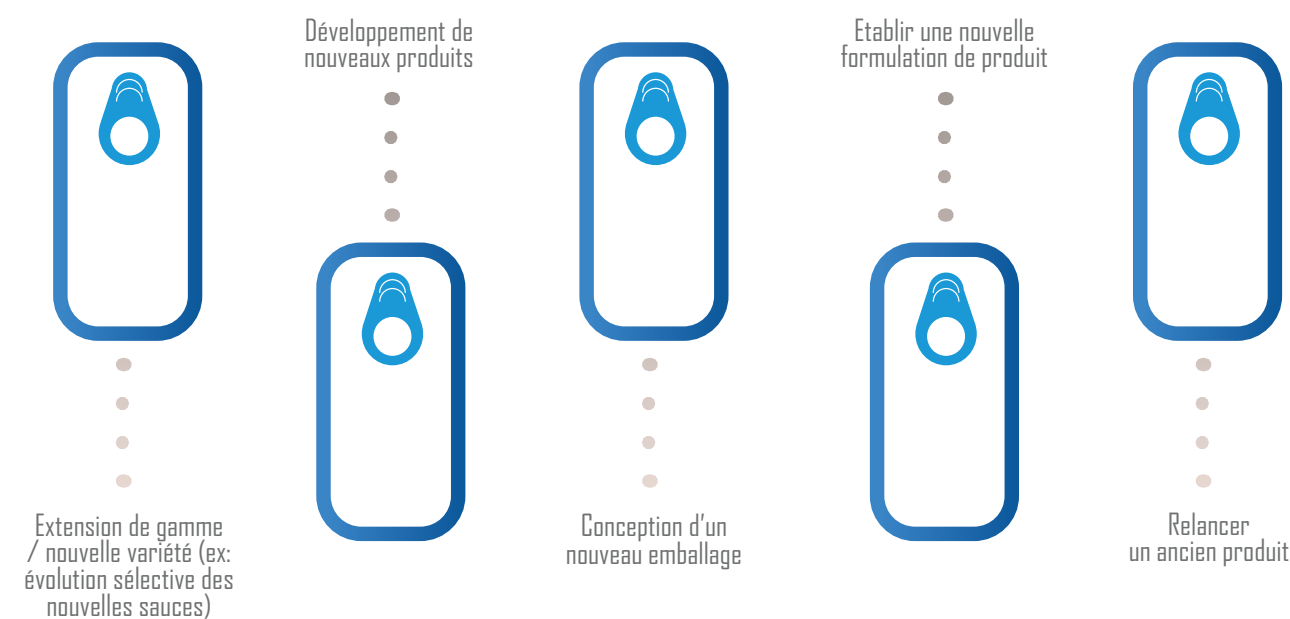 Extension de gamme
/ nouvelle variété (ex:
évolution sélective des
nouvelles sauces)
Développement de
nouveaux produits
Conception d'un
nouveau emballage
Etablir une nouvelle
formulation de produit
Relancer
un ancien produit